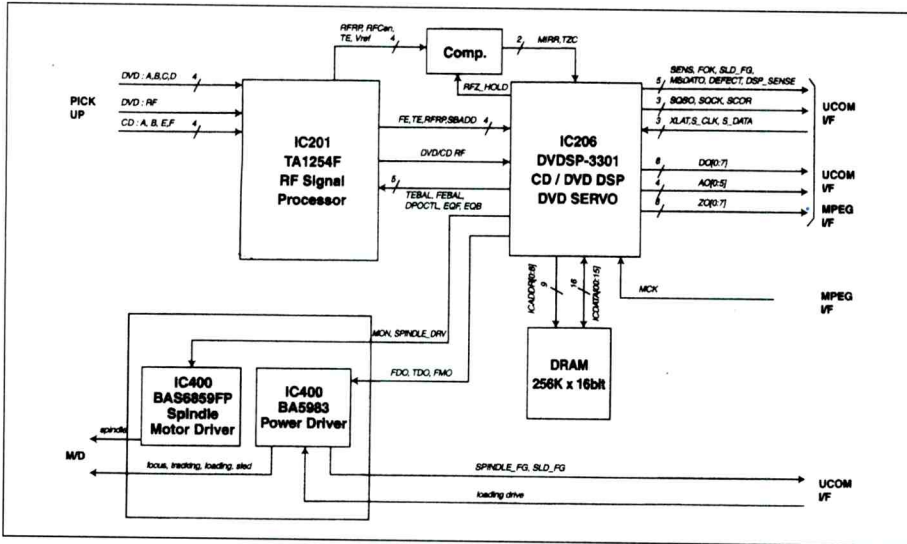 RFRP, RFCen,
TE, Vref
4
2
MIRR,TZC
Comp.
RFZ_HOLD
DVD : A,B,C,D
4
PICK
UP
DVD : RF
CD : A, B, E,F
4
IC201
TA1254F
RF Signal
Processor
FE,TE,RFRP,SBADD
4
DVD/CD RF
5
TEBAL, FEBAL,
DPOCTL, EQF, EQB
IC206
DVDSP-3301
CD / DVD DSP
DVD SERVO
SENS, FOK, SLD_FG,
5
MBDATO, DEFECT, DSP_SENSE
3
SQBO, SQCK, SCOR
3
XLAT,S_CLK, S_DATA
UCOM
I/F
8
DO[0:7]
4
AO[0:5]
8
ZO[0:7]
UCOM
I/F
MPEG
I/F
ICADDR[0:8]
9
16
ICDATA[00:15]
MCK
MPEG
I/F
DRAM
256K x 16bit
MON, SPINDLE_DRV
FDO, TDO, FMO
IC400
BAS6859FP
Spindle
Motor Driver
IC400
BA5983
Power Driver
spindle
M/D
focus, tracking, loading, sled
SPINDLE_FG, SLD_FG
loading drive
UCOM
I/F